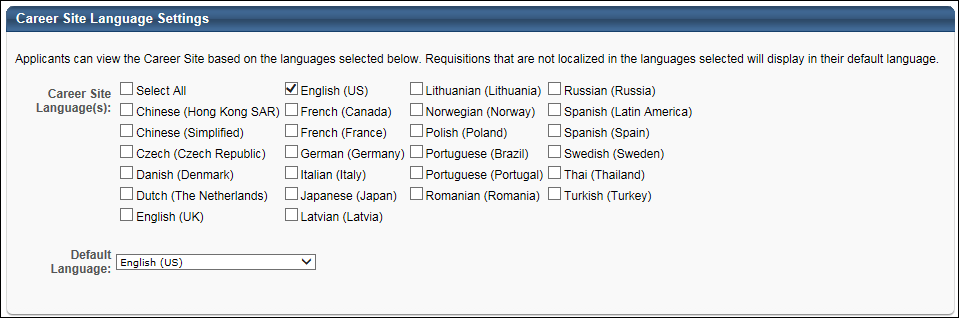 Career Site Language Settings
Applicants can view the Career Site based on the languages selected below. Requisitions that are not localized in the languages selected will display in their default language.
Career Site Language(s):
Select All English (US) Lithuanian (Lithuania) Russian (Russia)
Chinese (Hong Kong SAR) French (Canada) Norwegian (Norway) Spanish (Latin America)
Chinese (Simplified) French (France) Polish (Poland) Spanish (Spain)
Czech (Czech Republic) German (Germany) Portuguese (Brazil) Swedish (Sweden)
Danish (Denmark) Italian (Italy) Portuguese (Portugal) Thai (Thailand)
Dutch (The Netherlands) Japanese (Japan) Romanian (Romania) Turkish (Turkey)
English (UK) Latvian (Latvia)
Default
Language: English (US)